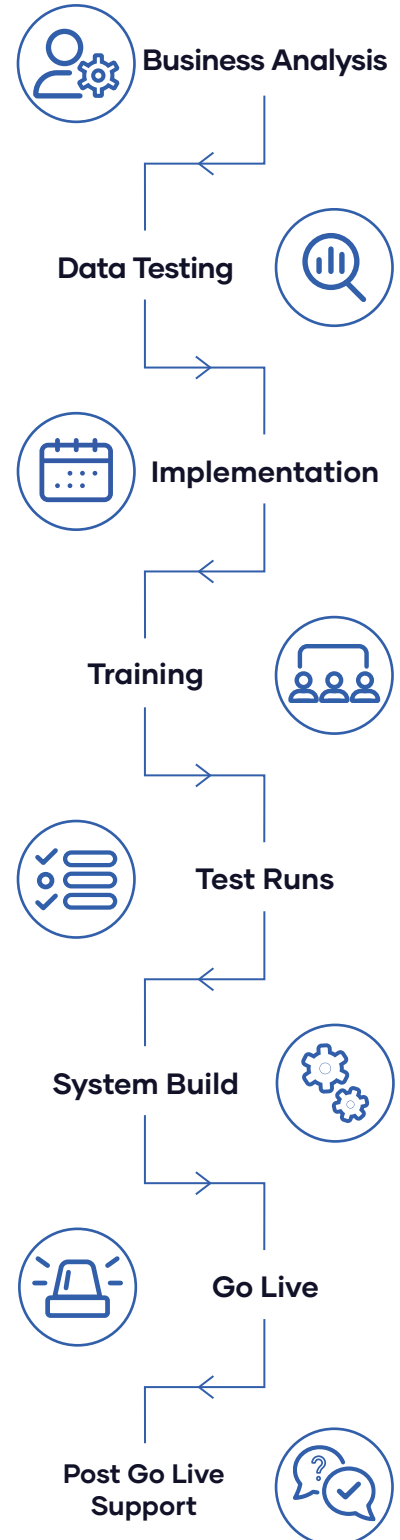 Business Analysis
Data Testing
Implementation
Training
Test Runs
System Build
Go Live
Post Go Live
Support
?